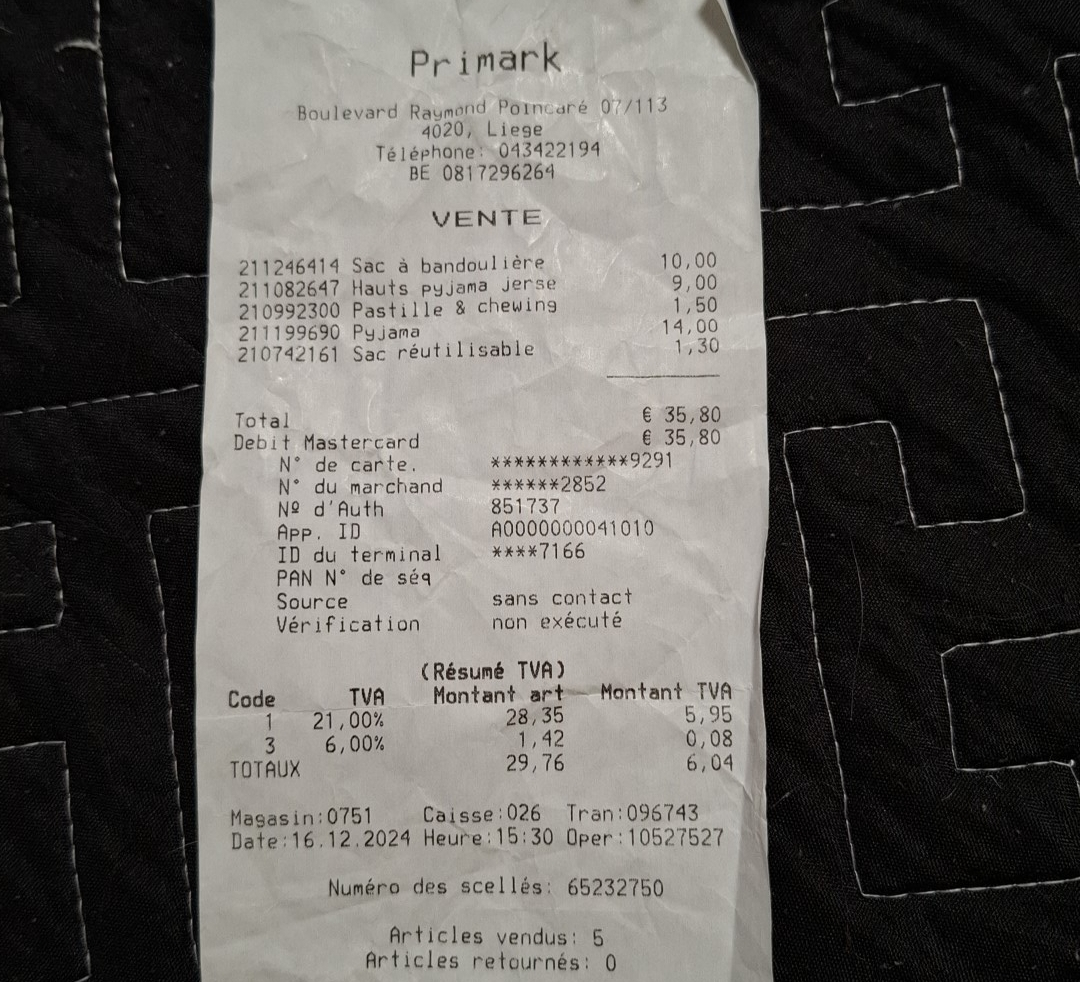 Primark
Boulevard Raymond Poincaré 07/113
4020, Liege
Téléphone: 043422194
BE 0817296264
VENTE
211246414 Sac à bandoulière 10,00
211082647 Hauts pyjama jerse 9,00
210992300 Pastille & chewing 1,50
211199690 Pyjama 14,00
210742161 Sac réutilisable 1,30
Total € 35,80
Debit Mastercard € 35,80
N° de carte. ************9291
N° du marchand ******2852
Nº d'Auth 851737
App. ID A0000000041010
ID du terminal ****7166
PAN N° de séq
Source sans contact
Vérification non exécuté
(Résumé TVA)
Code TVA Montant art Montant TVA
1 21,00% 28,35 5,95
3 6,00% 1,42 0,08
TOTAUX 29,76 6,04
Magasin:0751 Caisse:026 Tran:096743
Date:16.12.2024 Heure:15:30 Oper:10527527
Numéro des scellés: 65232750
Articles vendus: 5
Articles retournés: 0